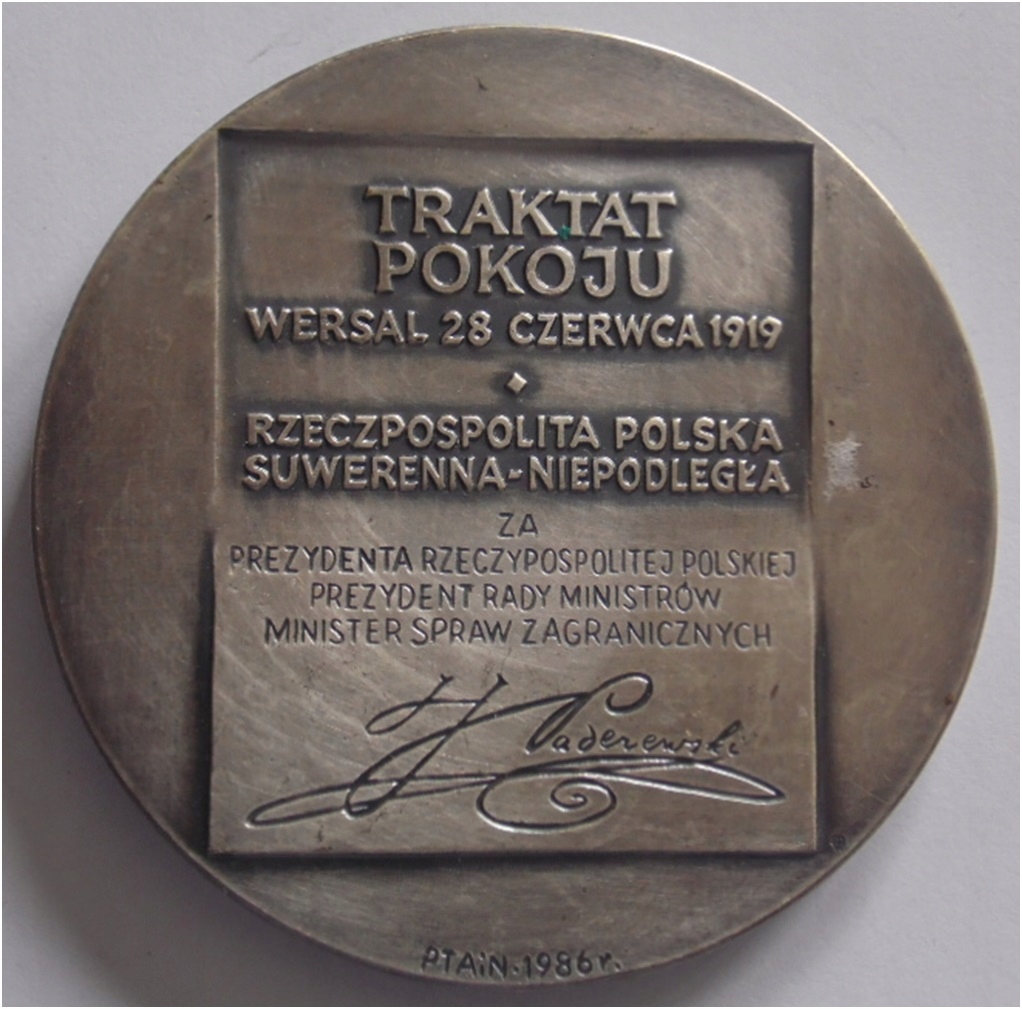 TRAKTAT
POKOJU
WERSAL 28 CZERWCA 1919
RZECZPOSPOLITA POLSKA
SUWERENNA-NIEPODLEGŁA
ZA
PREZYDENTA RZECZYPOSPOLITEJ POLSKIEJ
PREZYDENT RADY MINISTRÓW
MINISTER SPRAW ZAGRANICZNYCH
I Paderewski
PTAiN·1986r.